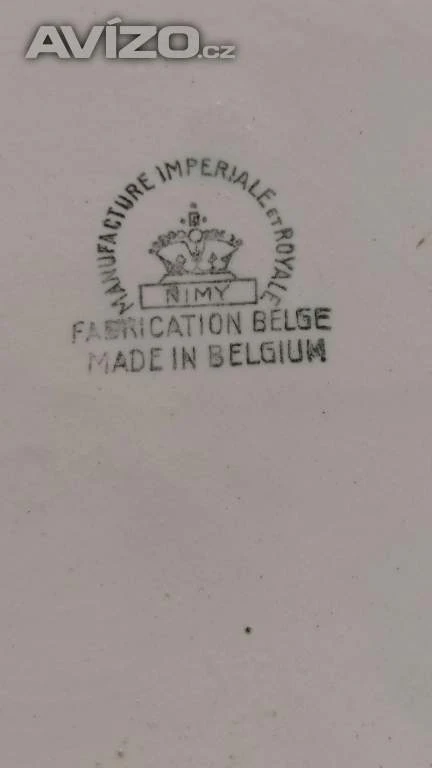 AVÍZO.cz
MANUFACTURE IMPERIALE ET ROYALE
NIMY
FABRICATION BELGE
MADE IN BELGIUM